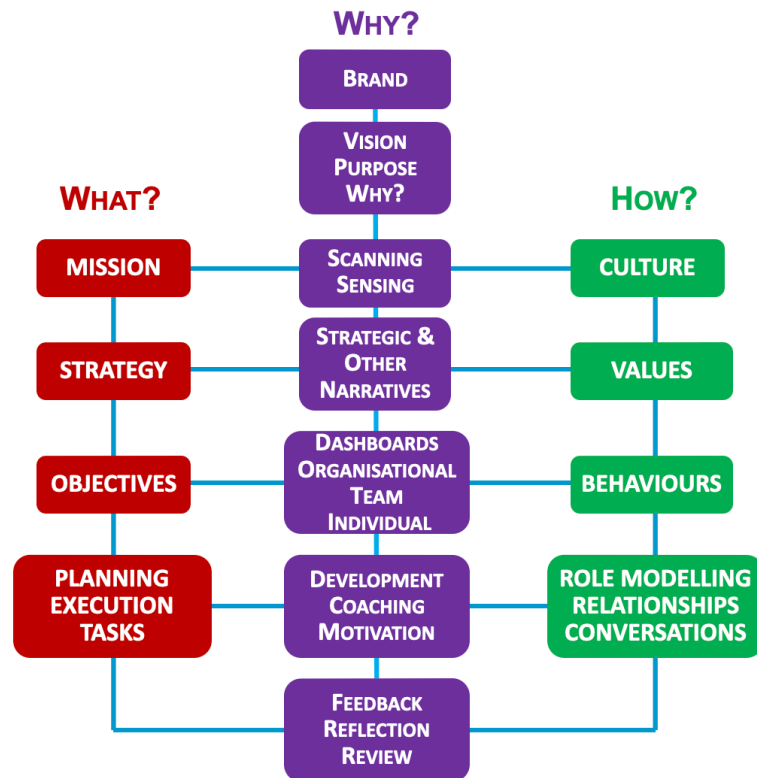 WHY?
BRAND
VISION
PURPOSE
WHY?
WHAT?
HOW?
MISSION
SCANNING
SENSING
CULTURE
STRATEGY
STRATEGIC &
OTHER
NARRATIVES
VALUES
OBJECTIVES
DASHBOARDS
ORGANISATIONAL
TEAM
INDIVIDUAL
BEHAVIOURS
PLANNING
EXECUTION
TASKS
DEVELOPMENT
COACHING
MOTIVATION
ROLE MODELLING
RELATIONSHIPS
CONVERSATIONS
FEEDBACK
REFLECTION
REVIEW